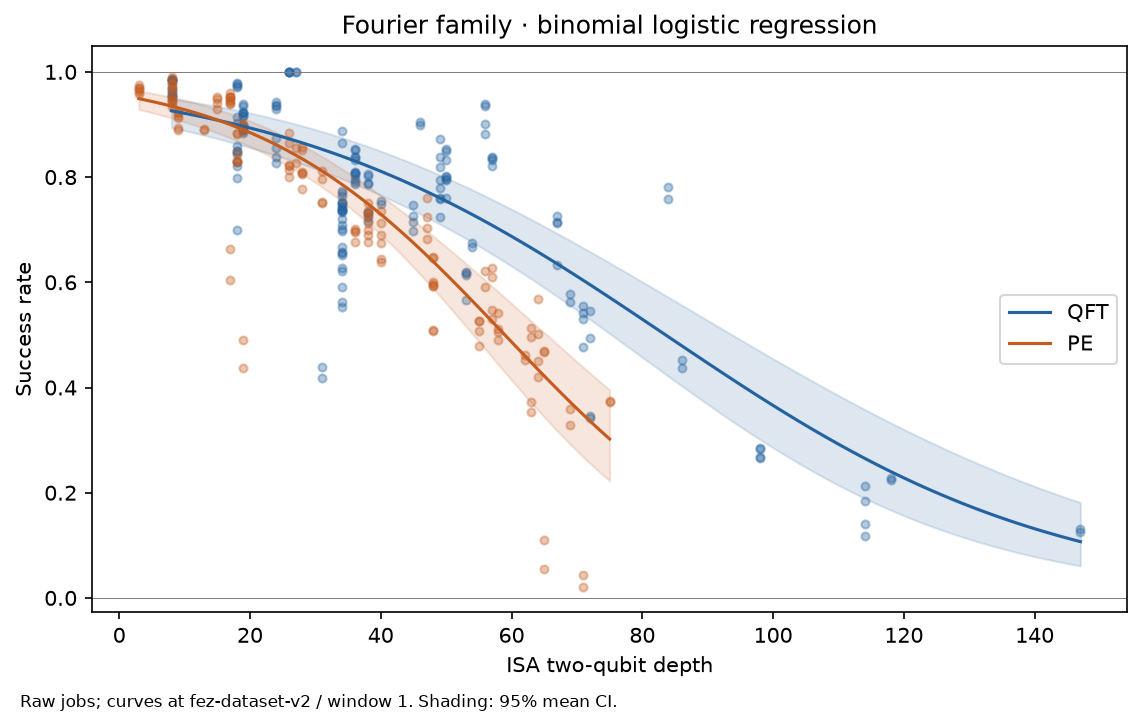 Fourier family · binomial logistic regression
Success rate
1.0
0.8
0.6
0.4
0.2
0.0
QFT
PE
0 20 40 60 80 100 120 140
ISA two-qubit depth
Raw jobs; curves at fez-dataset-v2 / window 1. Shading: 95% mean CI.